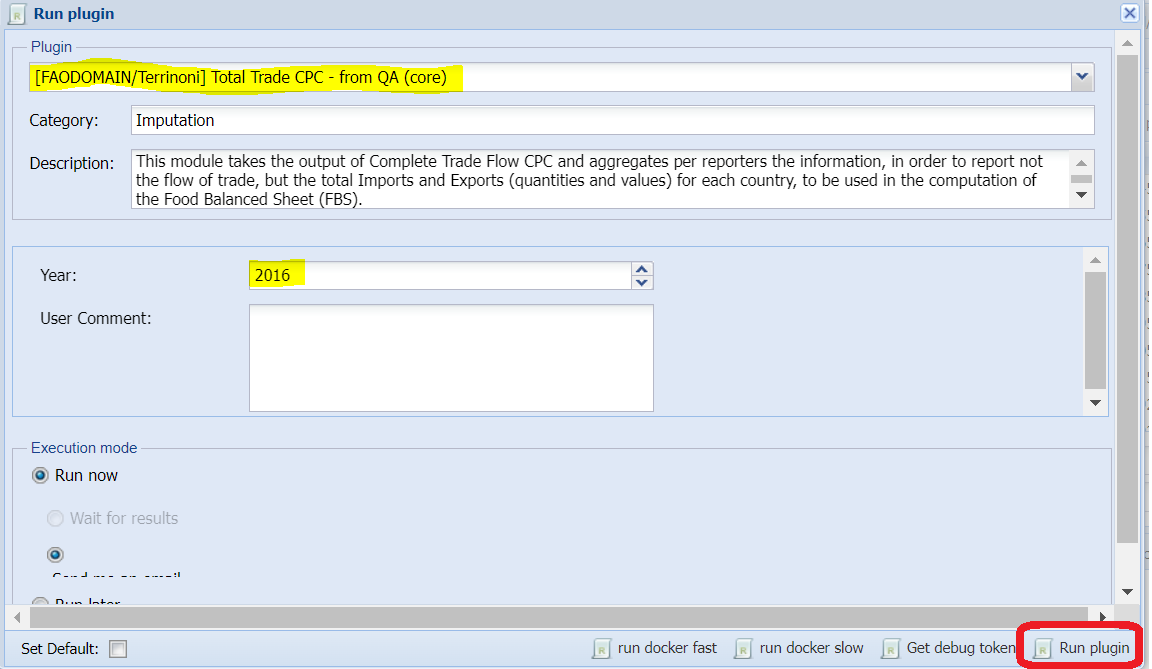 Run plugin
Plugin
[FAODOMAIN/Terrinoni] Total Trade CPC - from QA (core)
Category:
Imputation
Description:
This module takes the output of Complete Trade Flow CPC and aggregates per reporters the information, in order to report not
the flow of trade, but the total Imports and Exports (quantities and values) for each country, to be used in the computation of
the Food Balanced Sheet (FBS).
Year:
2016
User Comment:
Execution mode
Run now
Wait for results
Send me an email
Run later
Set Default:
run docker fast
run docker slow
Get debug token
Run plugin